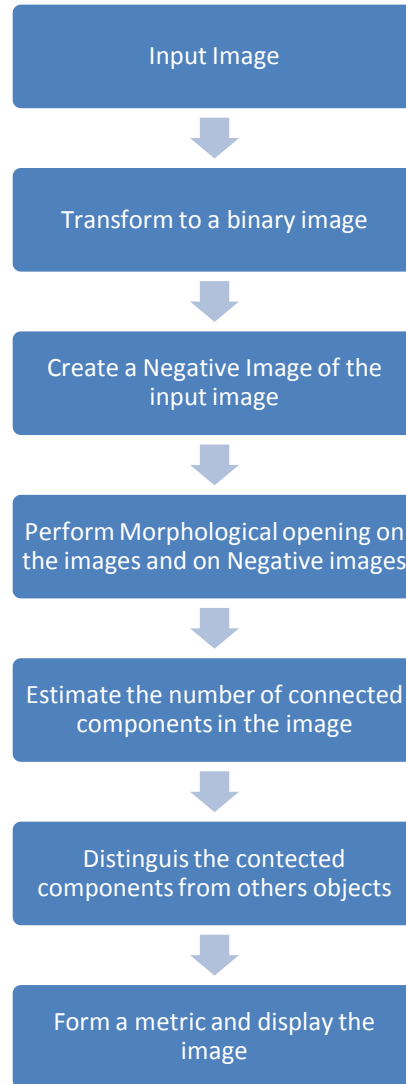 Input Image
Transform to a binary image
Create a Negative Image of the
input image
Perform Morphological opening on
the images and on Negative images
Estimate the number of connected
components in the image
Distinguis the contected
components from others objects
Form a metric and display the
image